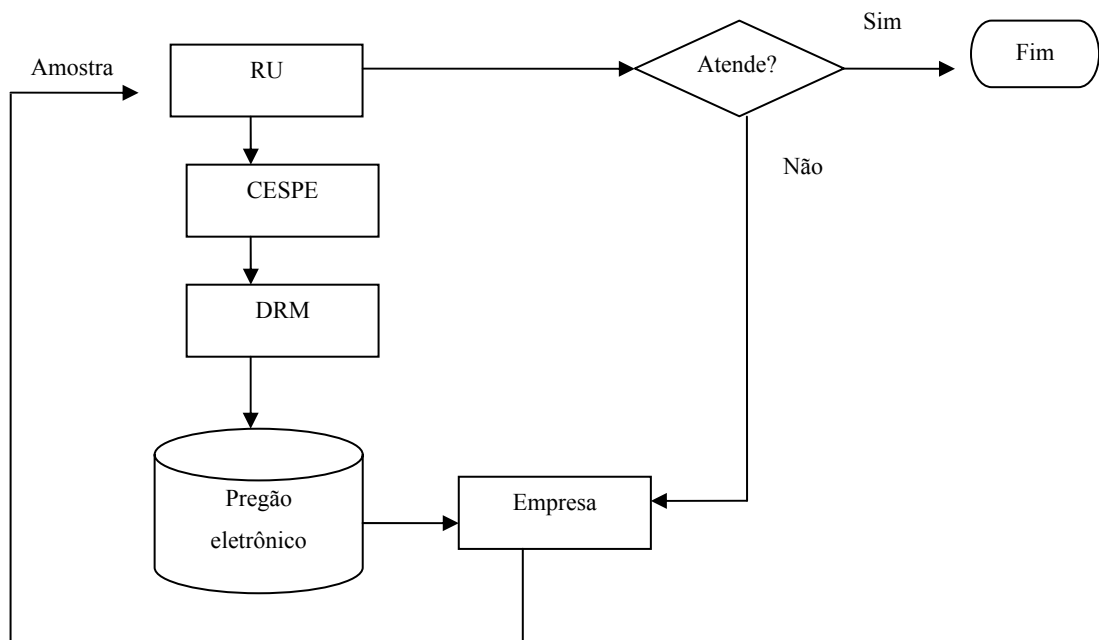 Sim
Amostra
RU
Atende?
Fim
Não
CESPE
DRM
Pregão
eletrônico
Empresa